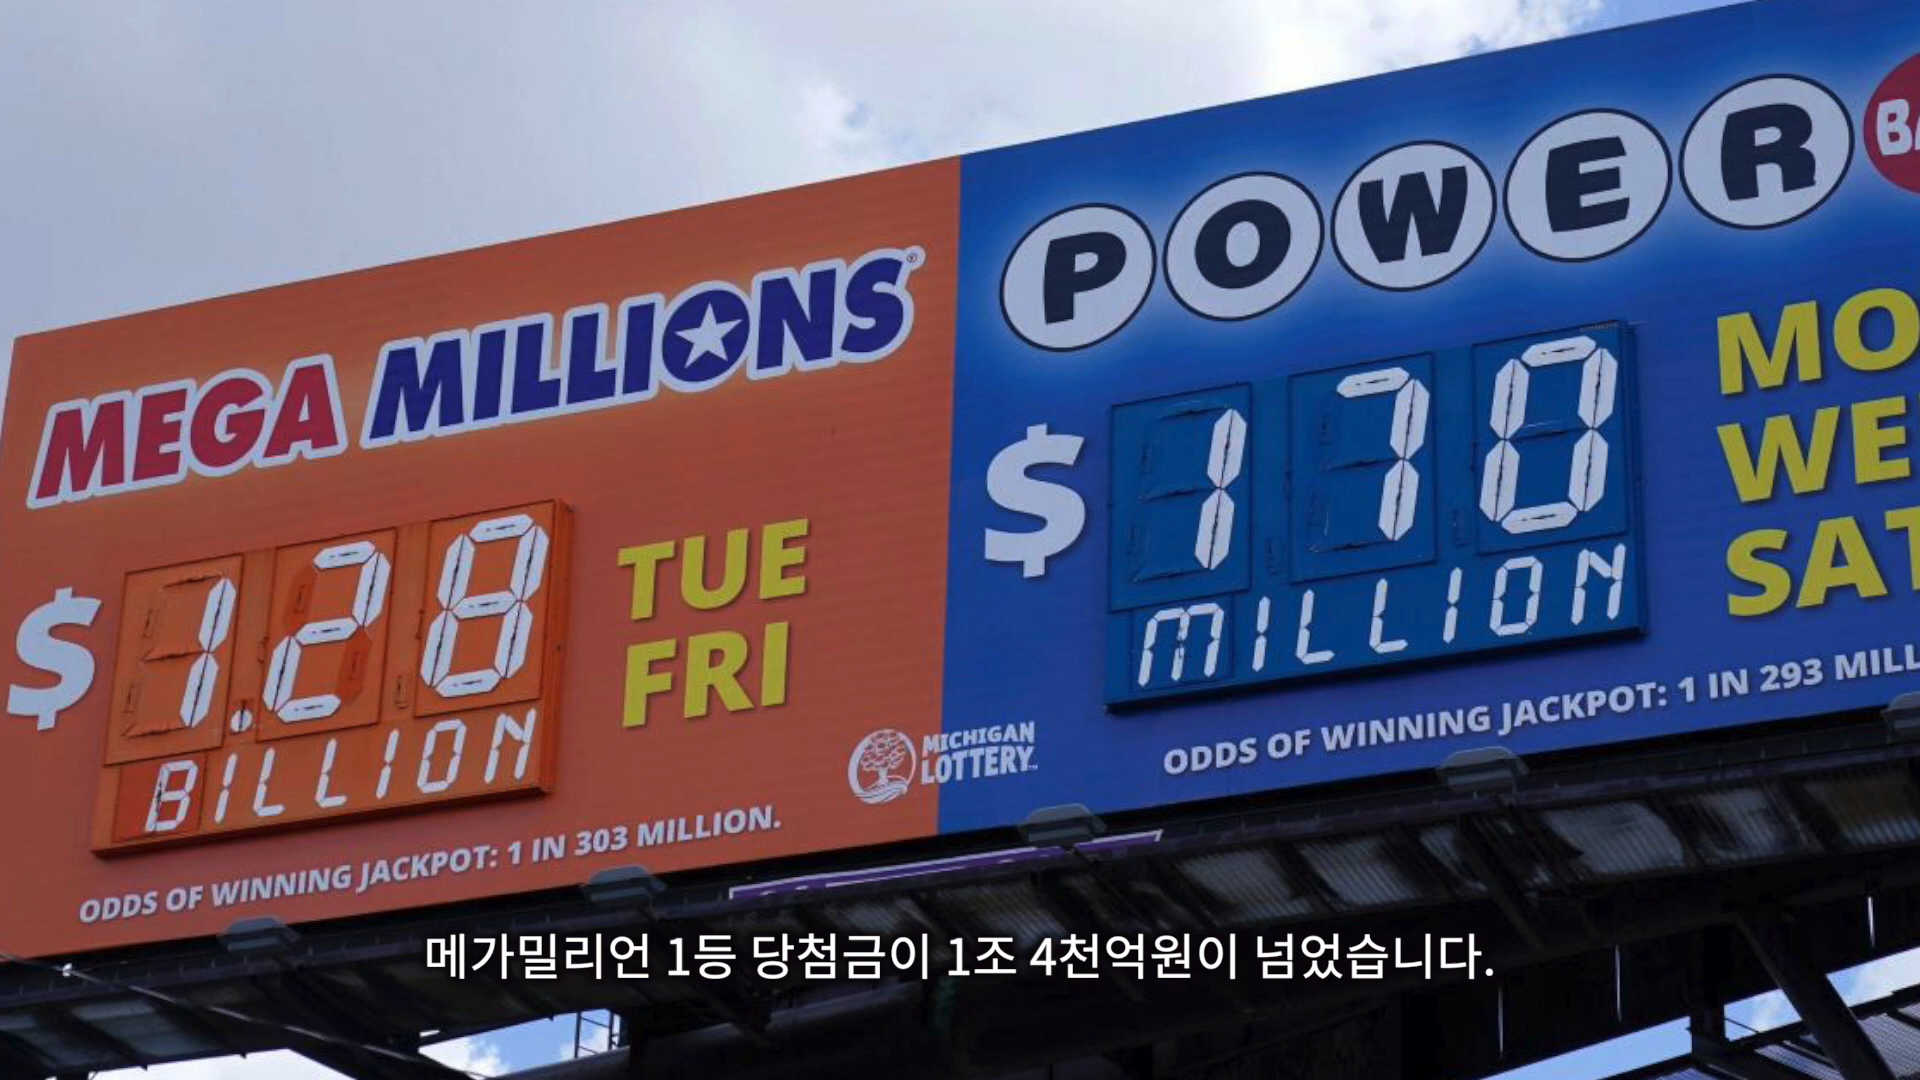 MEGA MILLIONS®
$1.28
BILLION
TUE
FRI
ODDS OF WINNING JACKPOT: 1 IN 303 MILLION.
MICHIGAN
LOTTERY™
POWER
$170
MILLION
ODDS OF WINNING JACKPOT: 1 IN 293
메가밀리언 1등 당첨금이 1조 4천억원이 넘었습니다.